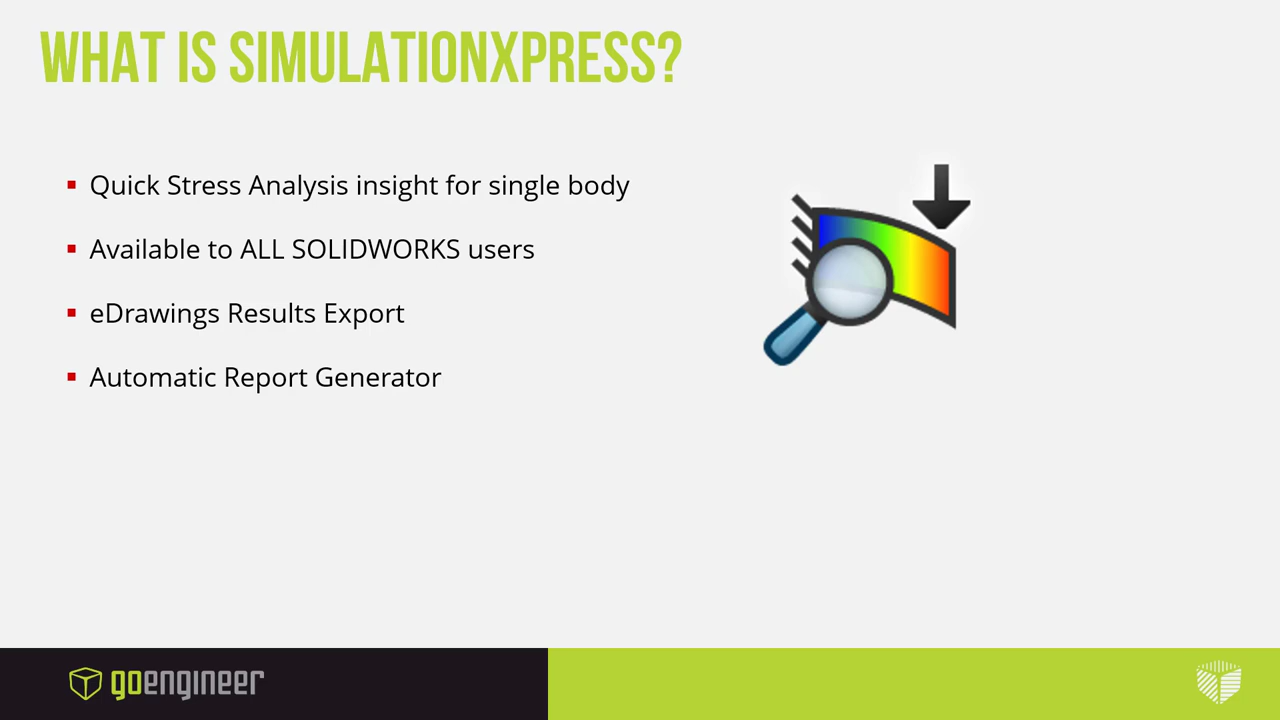 WHAT IS SIMULATIONXPRESS?
Quick Stress Analysis insight for single body
Available to ALL SOLIDWORKS users
eDrawings Results Export
Automatic Report Generator
goengineer